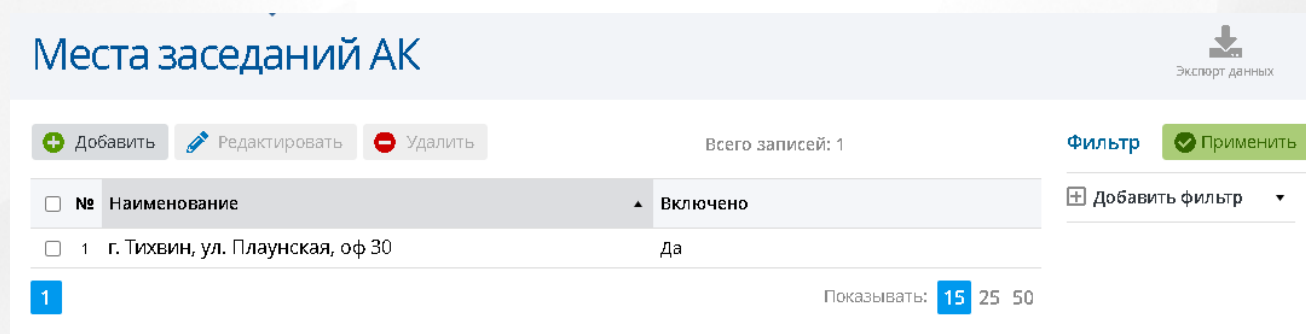 Места заседаний АК
Экспорт данных
Добавить Редактировать Удалить Всего записей: 1 Фильтр Применить
№ Наименование Включено Добавить фильтр
1 г. Тихвин, ул. Плаунская, оф 30 Да
1 Показывать: 15 25 50